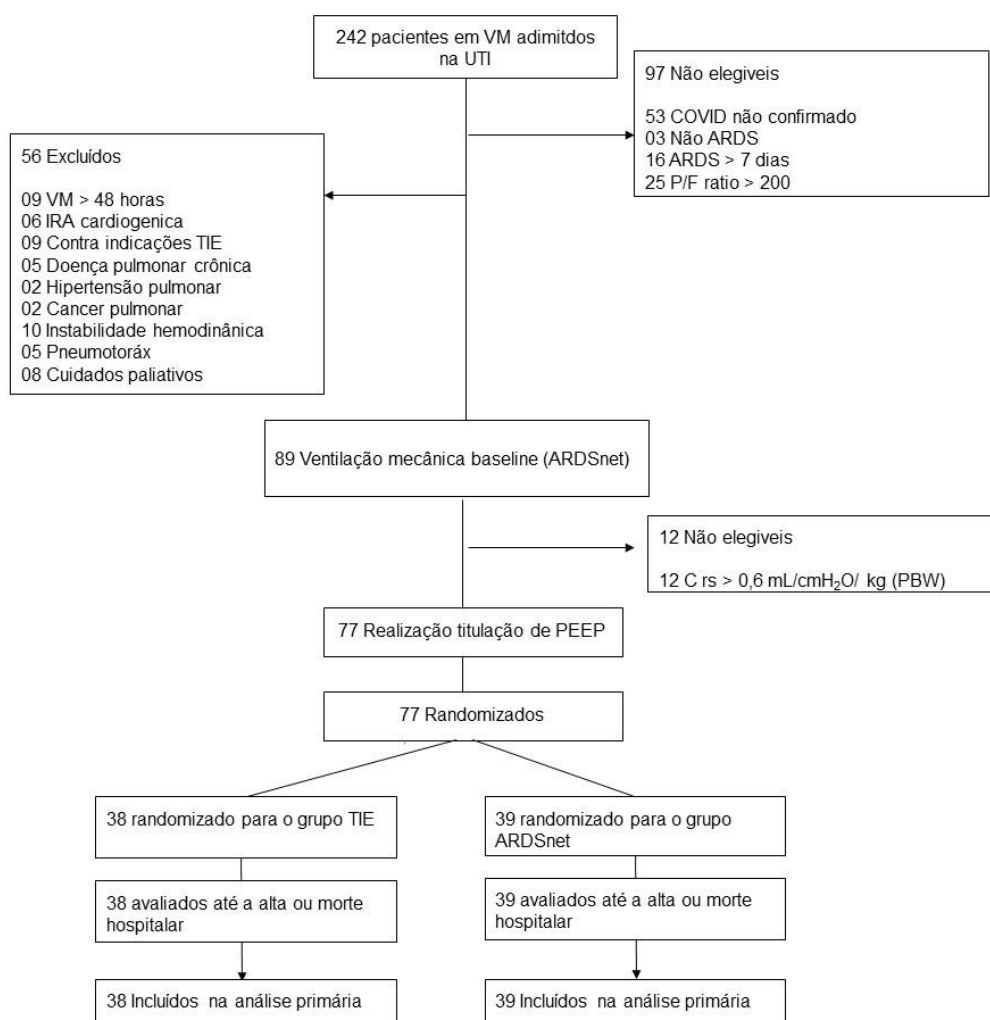 242 pacientes em VM adimitdos
na UTI
97 Não elegiveis
53 COVID não confirmado
03 Não ARDS
16 ARDS > 7 dias
25 P/F ratio > 200
56 Excluídos
09 VM > 48 horas
06 IRA cardiogenica
09 Contra indicações TIE
05 Doença pulmonar crônica
02 Hipertensão pulmonar
02 Cancer pulmonar
10 Instabilidade hemodinânica
05 Pneumotoráx
08 Cuidados paliativos
89 Ventilação mecânica baseline (ARDSnet)
12 Não elegiveis
12 C rs > 0,6 mL/cmH₂O/ kg (PBW)
77 Realização titulação de PEEP
77 Randomizados
38 randomizado para o grupo TIE
39 randomizado para o grupo
ARDSnet
38 avaliados até a alta ou morte
hospitalar
39 avaliados até a alta ou morte
hospitalar
38 Incluídos na análise primária
39 Incluídos na análise primária